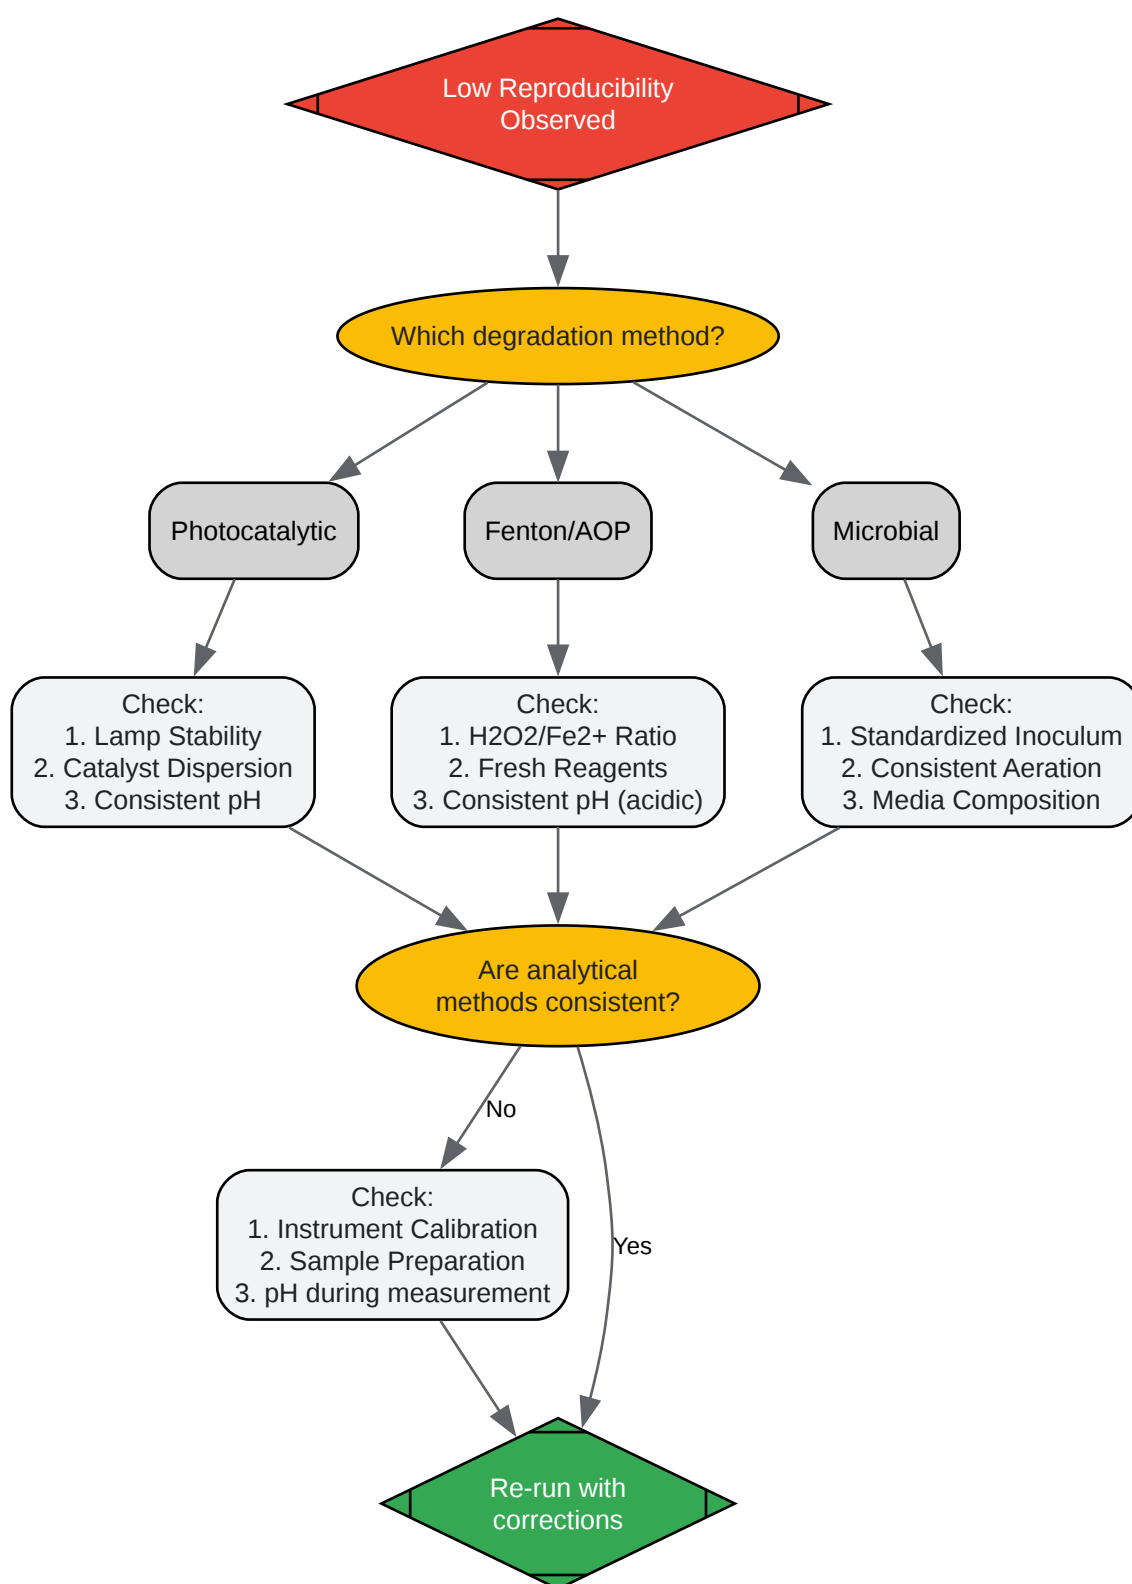 Low Reproducibility
Observed
Which degradation method?
Photocatalytic
Fenton/AOP
Microbial
Check:
1. Lamp Stability
2. Catalyst Dispersion
3. Consistent pH
Check:
1. H2O2/Fe2+ Ratio
2. Fresh Reagents
3. Consistent pH (acidic)
Check:
1. Standardized Inoculum
2. Consistent Aeration
3. Media Composition
Are analytical
methods consistent?
No
Yes
Check:
1. Instrument Calibration
2. Sample Preparation
3. pH during measurement
Re-run with
corrections